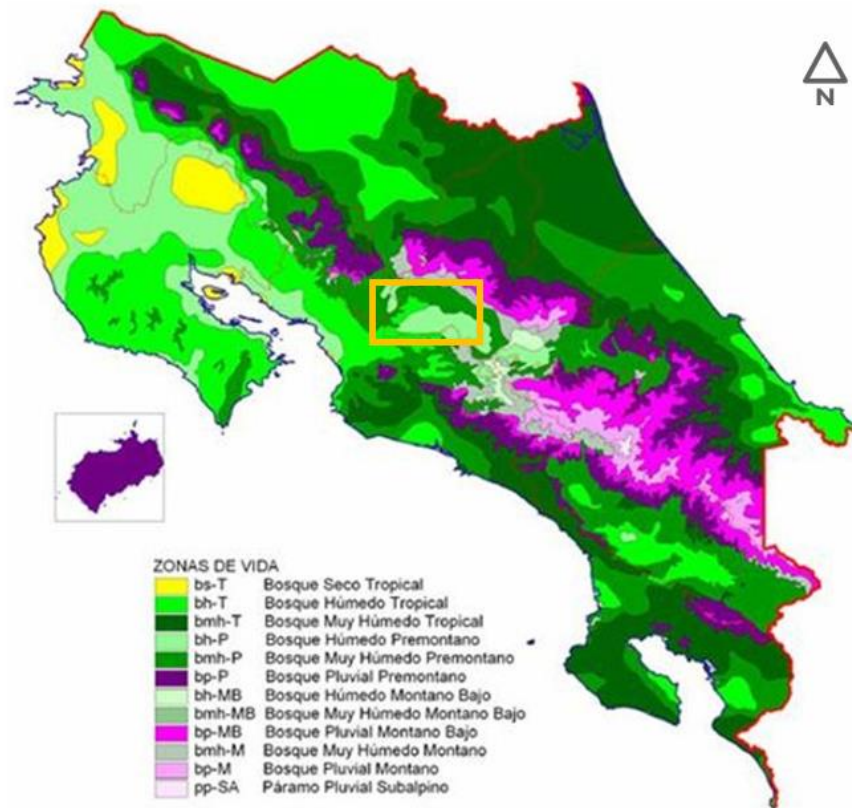 N
ZONAS DE VIDA
bs-T Bosque Seco Tropical
bh-T Bosque Húmedo Tropical
bmh-T Bosque Muy Húmedo Tropical
bh-P Bosque Húmedo Premontano
bmh-P Bosque Muy Húmedo Premontano
bp-P Bosque Pluvial Premontano
bh-MB Bosque Húmedo Montano Bajo
bmh-MB Bosque Muy Húmedo Montano Bajo
bp-MB Bosque Pluvial Montano Bajo
bmh-M Bosque Muy Húmedo Montano
bp-M Bosque Pluvial Montano
pp-SA Páramo Pluvial Subalpino